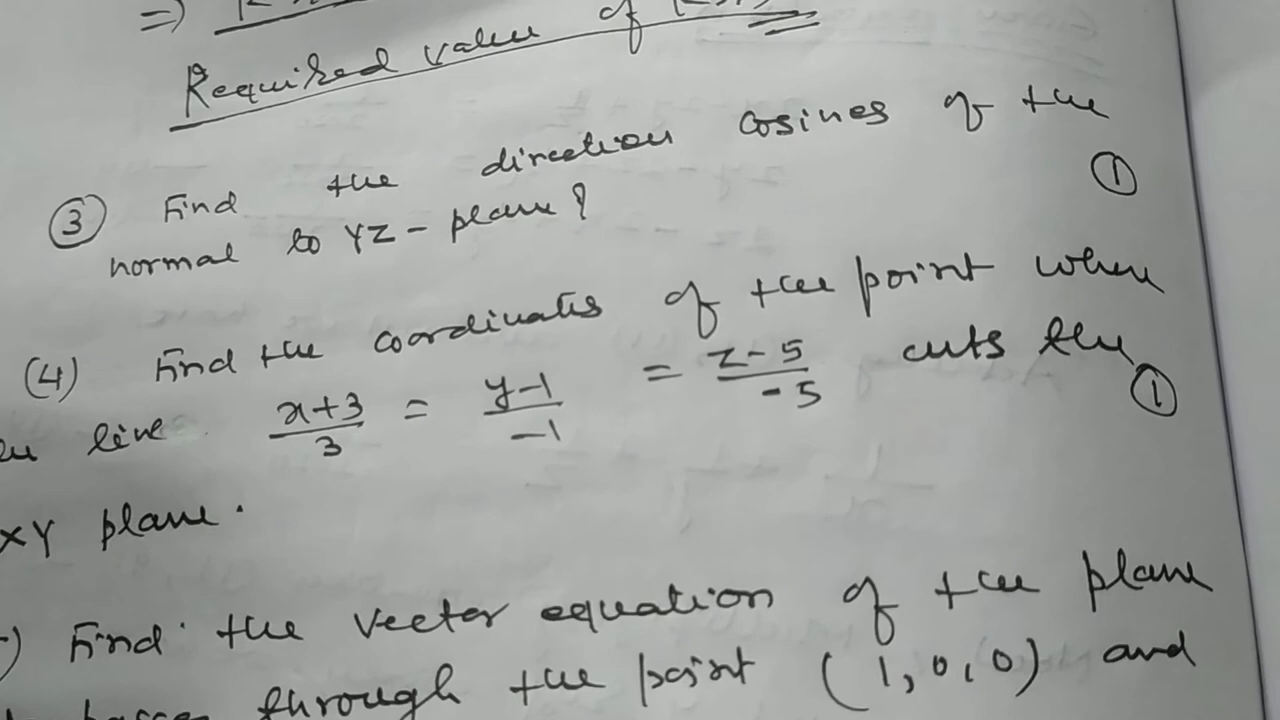 =)
Required value of
③ Find the direction cosines of the
normal to YZ - plane? ①
(4) Find the coordinates of the point where
line x+3/3 = y-1/-1 = z-5/-5 cuts the ①
XY plane.
) Find the vector equation of the plane
through the point (1,0,0) and